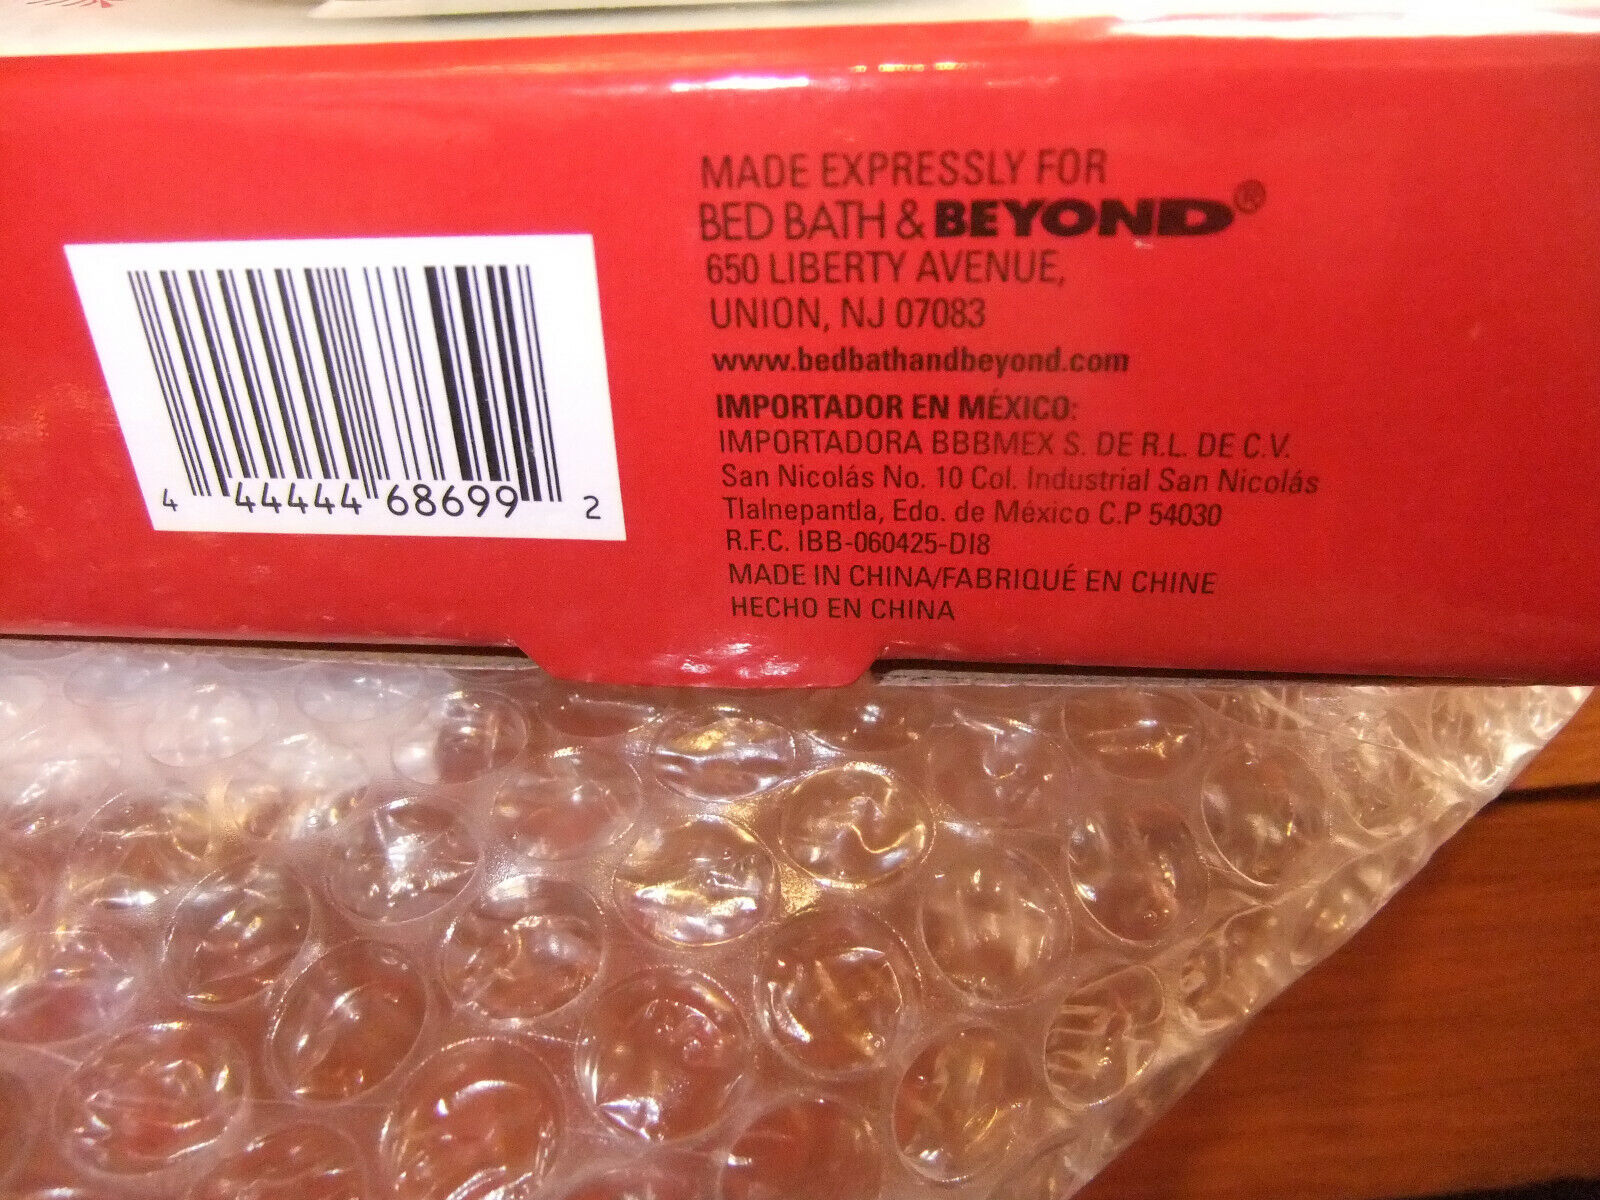 4 44444 68699 2
MADE EXPRESSLY FOR
BED BATH & BEYOND®
650 LIBERTY AVENUE,
UNION, NJ 07083
www.bedbathandbeyond.com
IMPORTADOR EN MÉXICO:
IMPORTADORA BBBMEX S. DE R.L. DE C.V.
San Nicolás No. 10 Col. Industrial San Nicolás
Tlalnepantla, Edo. de México C.P 54030
R.F.C. IBB-060425-DI8
MADE IN CHINA/FABRIQUÉ EN CHINE
HECHO EN CHINA